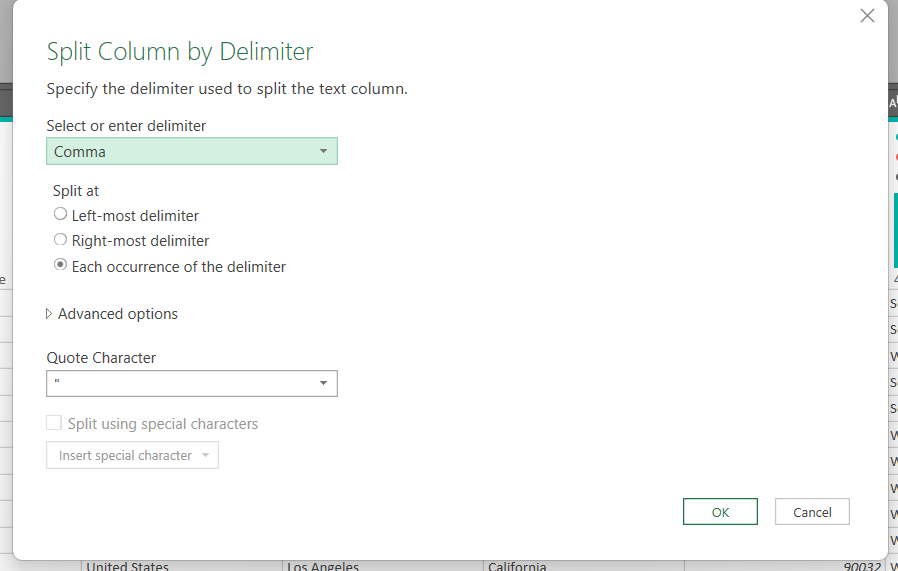 Split Column by Delimiter
Specify the delimiter used to split the text column.
Select or enter delimiter
Comma
Split at
Left-most delimiter
Right-most delimiter
Each occurrence of the delimiter
Advanced options
Quote Character
"
Split using special characters
Insert special character
OK
Cancel
United States
Los Angeles
California
90032